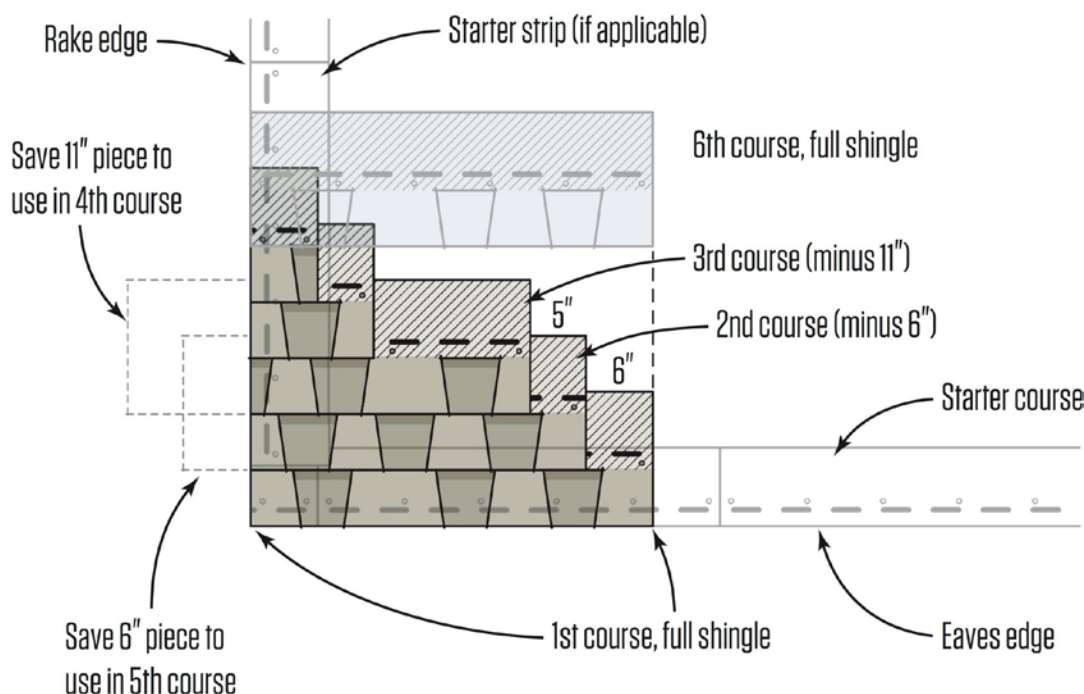 Rake edge
Starter strip (if applicable)
Save 11" piece to
use in 4th course
6th course, full shingle
3rd course (minus 11")
5"
2nd course (minus 6")
6"
Starter course
Save 6" piece to
use in 5th course
1st course, full shingle
Eaves edge